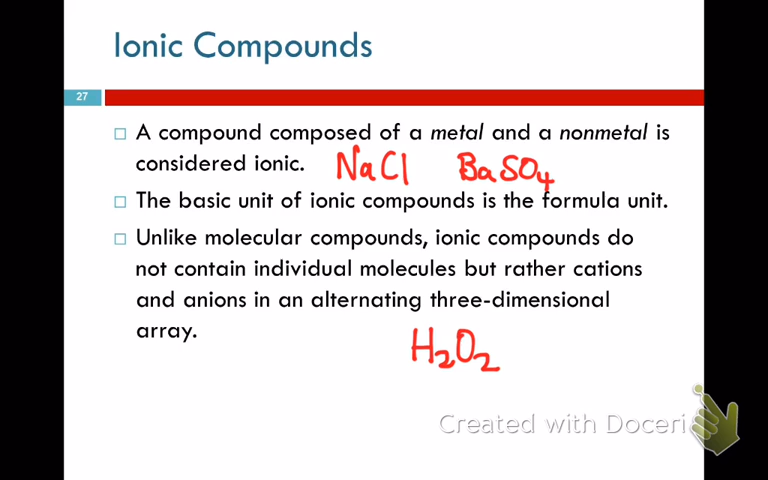 Ionic Compounds
27
A compound composed of a metal and a nonmetal is
considered ionic. NaCl BaSO4
The basic unit of ionic compounds is the formula unit.
Unlike molecular compounds, ionic compounds do
not contain individual molecules but rather cations
and anions in an alternating three-dimensional
array.
H2O2
Created with Doceri